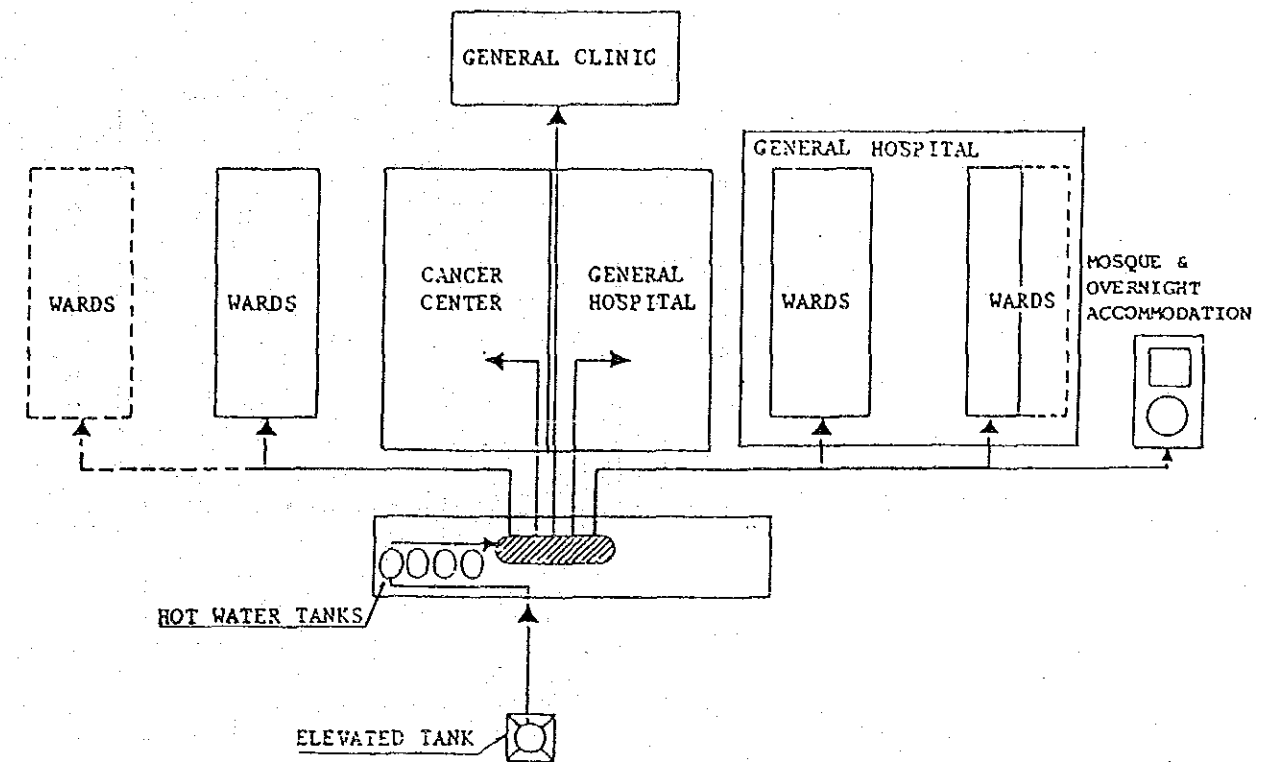 GENERAL CLINIC
GENERAL HOSPITAL
WARDS
WARDS
CANCER
CENTER
GENERAL
HOSPITAL
WARDS
WARDS
MOSQUE &
OVERNIGHT
ACCOMMODATION
HOT WATER TANKS
ELEVATED TANK